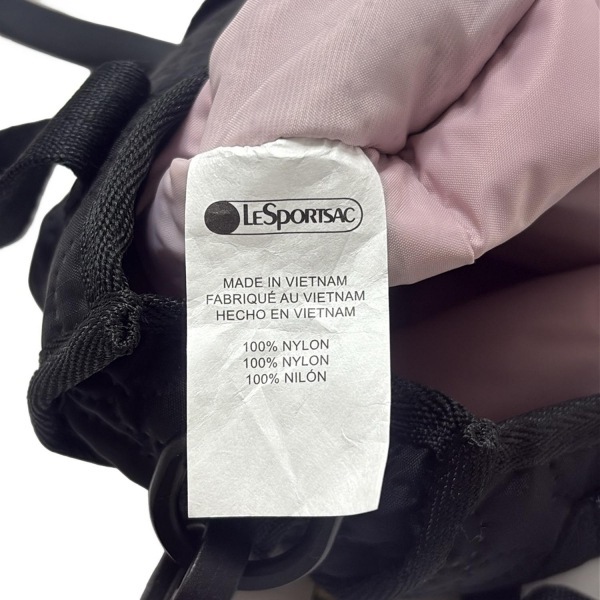 LESPORTSAC
MADE IN VIETNAM
FABRIQUÉ AU VIETNAM
HECHO EN VIETNAM
100% NYLON
100% NYLON
100% NILÓN